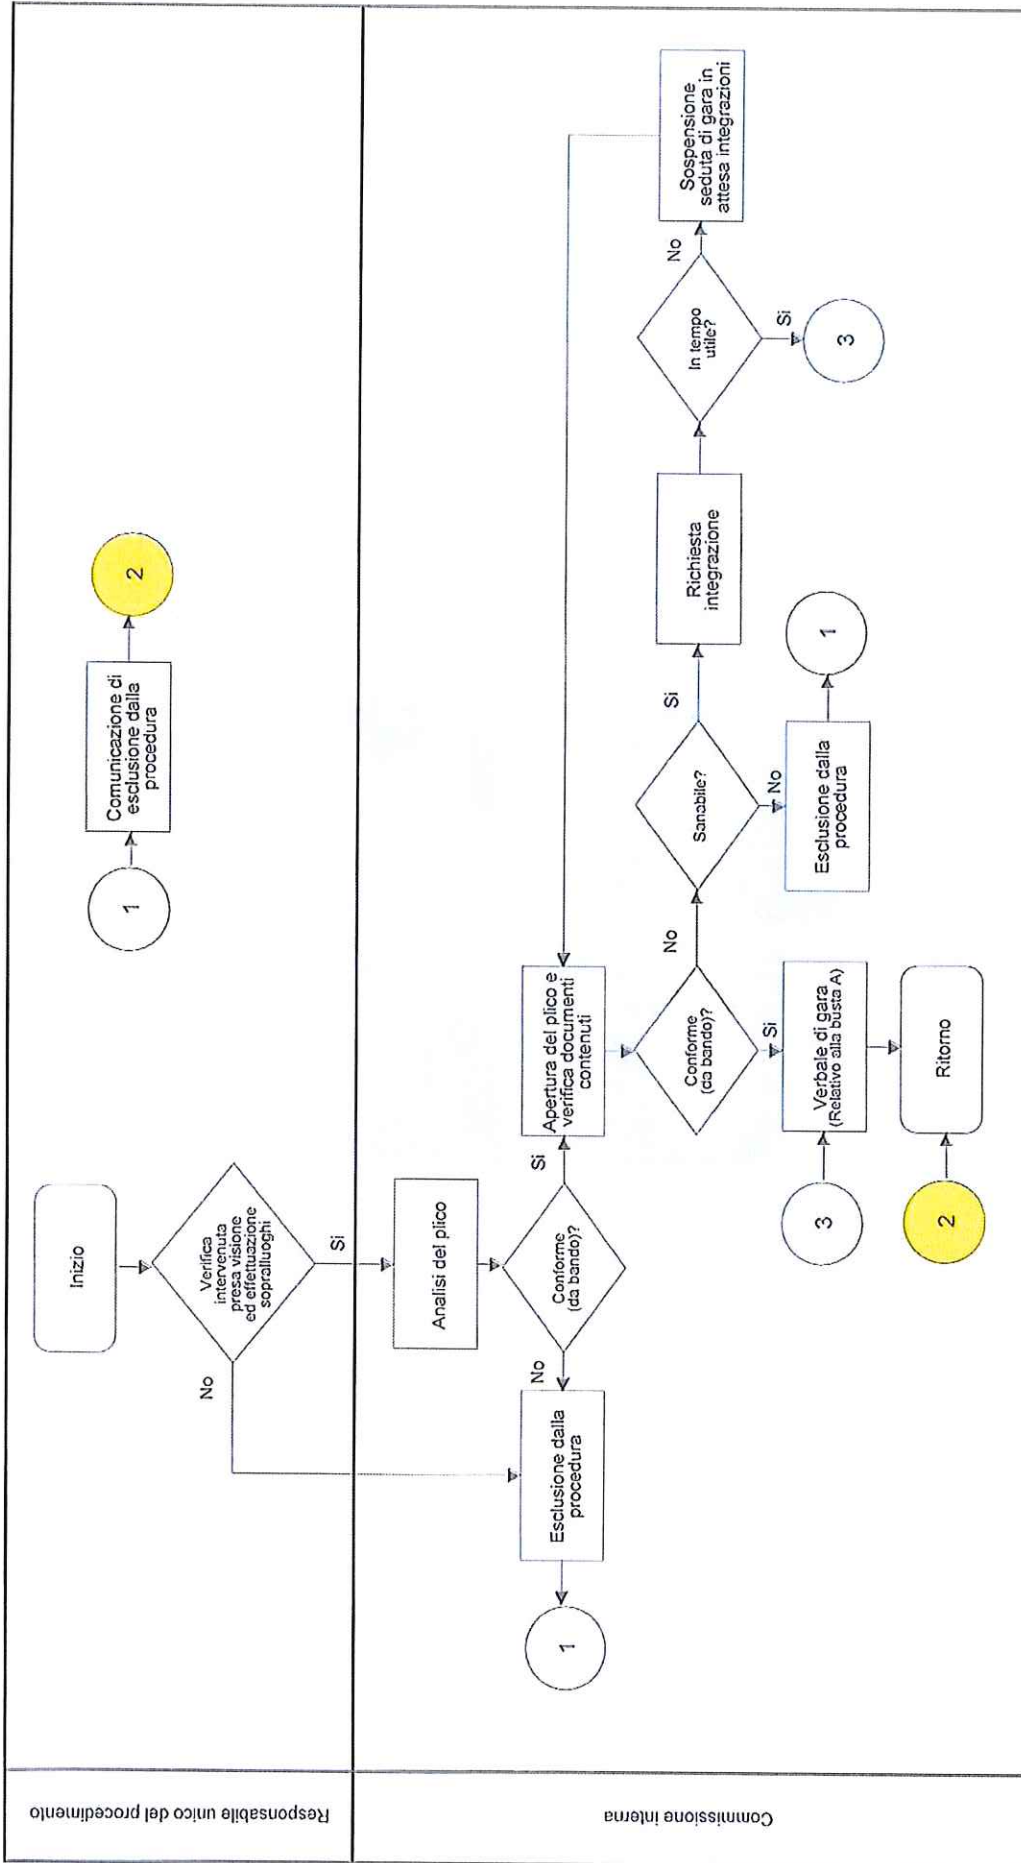 Responsabile unico del procedimento
Inizio
Verifica
intervenuta
presa visione
ed effettuazione
sopralluoghi
No
Si
1
Comunicazione di
esclusione dalla
procedura
2
Commissione interna
Analisi del plico
Conforme
(da bando)?
No
Si
Esclusione dalla
procedura
1
Apertura del plico e
verifica documenti
contenuti
Conforme
(da bando)?
No
Si
Sanabile?
Si
No
Richiesta
integrazione
In tempo
utile?
No
Si
Sospensione
seduta di gara in
attesa integrazioni
3
Esclusione dalla
procedura
1
3
Verbale di gara
(Relativo alla busta A)
2
Ritorno